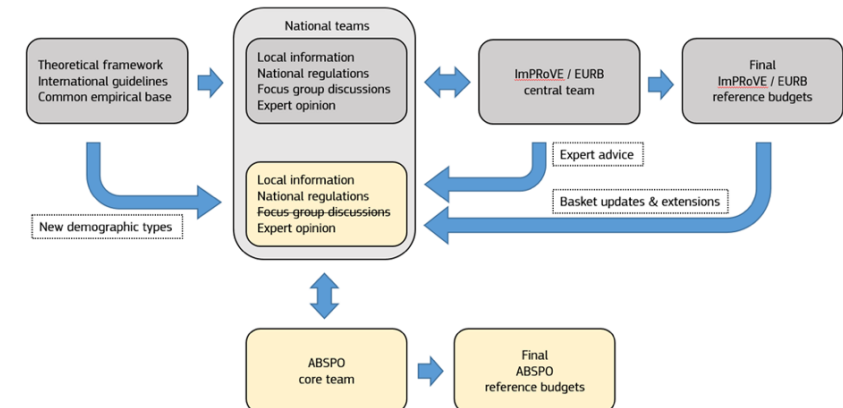 National teams
Theoretical framework
International guidelines
Common empirical base
Local information
National regulations
Focus group discussions
Expert opinion
ImPRoVE / EURB
central team
Final
ImPRoVE / EURB
reference budgets
Expert advice
Basket updates & extensions
New demographic types
Local information
National regulations
Focus group discussions
Expert opinion
ABSPO
core team
Final
ABSPO
reference budgets